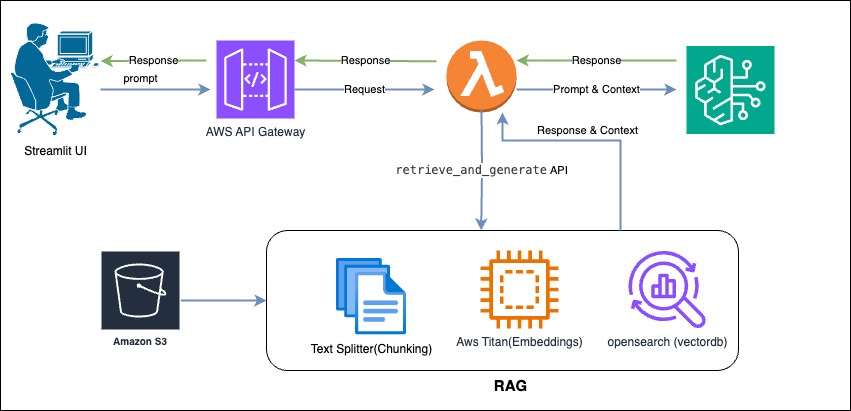 Response
Response
Response
prompt
Request
Prompt & Context
AWS API Gateway
Response & Context
Streamlit UI
retrieve_and_generate API
Amazon S3
Text Splitter(Chunking)
Aws Titan(Embeddings)
opensearch (vectordb)
RAG